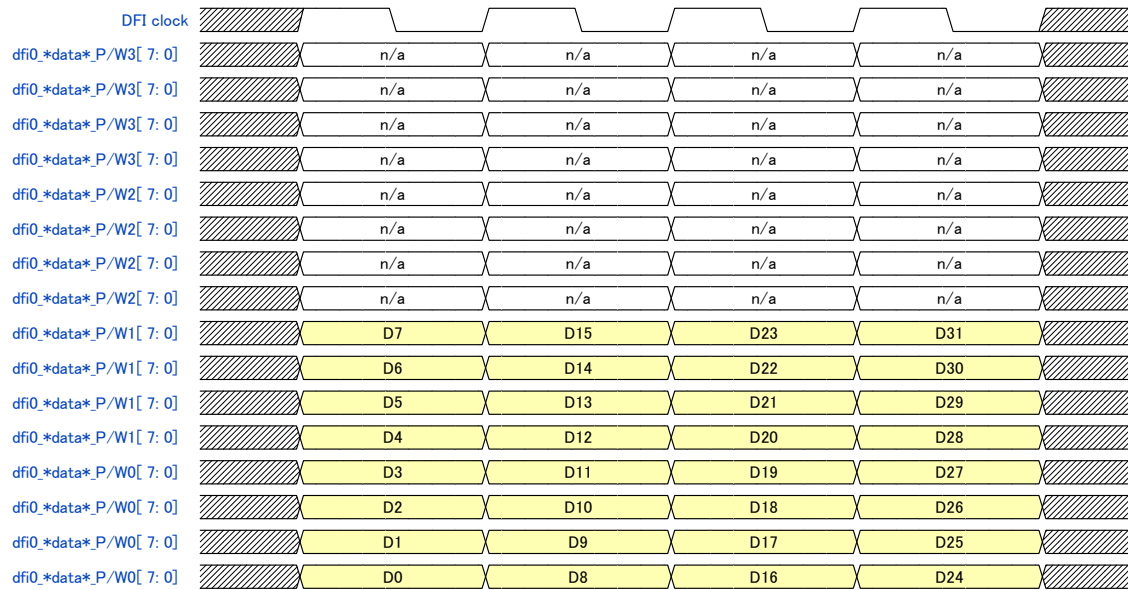 DFI clock
dfi0_*data*_P/W3[ 7: 0] n/a n/a n/a n/a
dfi0_*data*_P/W3[ 7: 0] n/a n/a n/a n/a
dfi0_*data*_P/W3[ 7: 0] n/a n/a n/a n/a
dfi0_*data*_P/W3[ 7: 0] n/a n/a n/a n/a
dfi0_*data*_P/W2[ 7: 0] n/a n/a n/a n/a
dfi0_*data*_P/W2[ 7: 0] n/a n/a n/a n/a
dfi0_*data*_P/W2[ 7: 0] n/a n/a n/a n/a
dfi0_*data*_P/W2[ 7: 0] n/a n/a n/a n/a
dfi0_*data*_P/W1[ 7: 0] D7 D15 D23 D31
dfi0_*data*_P/W1[ 7: 0] D6 D14 D22 D30
dfi0_*data*_P/W1[ 7: 0] D5 D13 D21 D29
dfi0_*data*_P/W1[ 7: 0] D4 D12 D20 D28
dfi0_*data*_P/W0[ 7: 0] D3 D11 D19 D27
dfi0_*data*_P/W0[ 7: 0] D2 D10 D18 D26
dfi0_*data*_P/W0[ 7: 0] D1 D9 D17 D25
dfi0_*data*_P/W0[ 7: 0] D0 D8 D16 D24